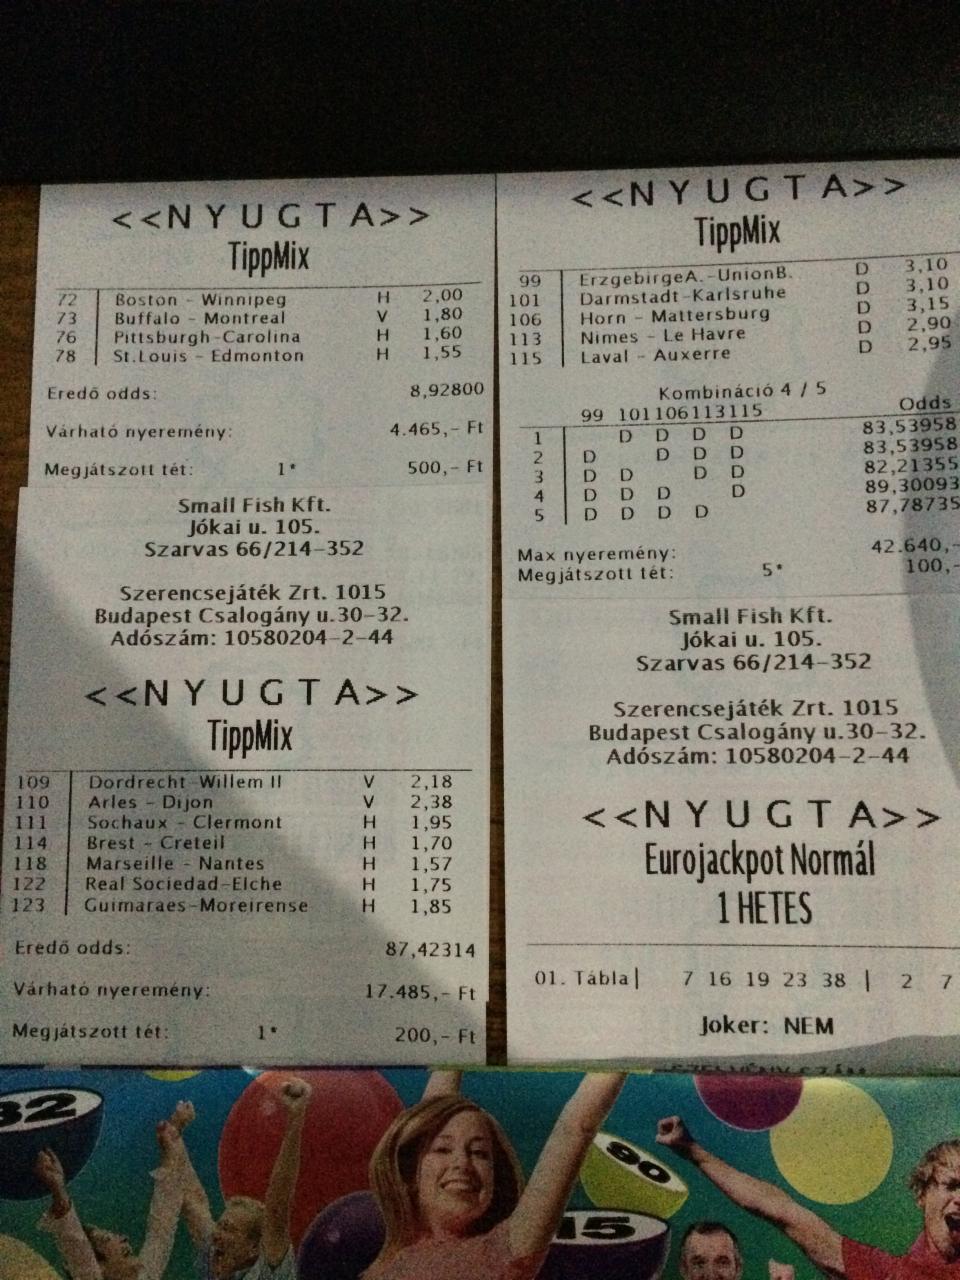 <<NYUGTA>>
TippMix
72 Boston - Winnipeg H 2,00
73 Buffalo - Montreal V 1,80
76 Pittsburgh-Carolina H 1,60
78 St.Louis - Edmonton H 1,55
Eredő odds: 8,92800
Várható nyeremény: 4.465,- Ft
Megjátszott tét: 1* 500,- Ft
Small Fish Kft.
Jókai u. 105.
Szarvas 66/214-352
Szerencsejáték Zrt. 1015
Budapest Csalogány u.30-32.
Adószám: 10580204-2-44
<<NYUGTA>>
TippMix
109 Dordrecht-Willem II V 2,18
110 Arles - Dijon V 2,38
111 Sochaux - Clermont H 1,95
114 Brest - Creteil H 1,70
118 Marseille - Nantes H 1,57
122 Real Sociedad-Elche H 1,75
123 Guimaraes-Moreirense H 1,85
Eredő odds: 87,42314
Várható nyeremény: 17.485,- Ft
Megjátszott tét: 1* 200,- Ft
<<NYUGTA>>
TippMix
99 ErzgebirgeA.-UnionB. D 3,10
101 Darmstadt-Karlsruhe D 3,10
106 Horn - Mattersburg D 3,15
113 Nimes - Le Havre D 2,90
115 Laval - Auxerre D 2,95
Kombináció 4 / 5
99 101106113115 Odds
1 D D D D 83,53958
2 D D D D 83,53958
3 D D D D 82,21355
4 D D D D 89,30093
5 D D D D 87,78735
Max nyeremény: 42.640,-
Megjátszott tét: 5* 100,-
Small Fish Kft.
Jókai u. 105.
Szarvas 66/214-352
Szerencsejáték Zrt. 1015
Budapest Csalogány u.30-32.
Adószám: 10580204-2-44
<<NYUGTA>>
Eurojackpot Normál
1 HETES
01. Tábla| 7 16 19 23 38 | 2 7
Joker: NEM
32
90
15